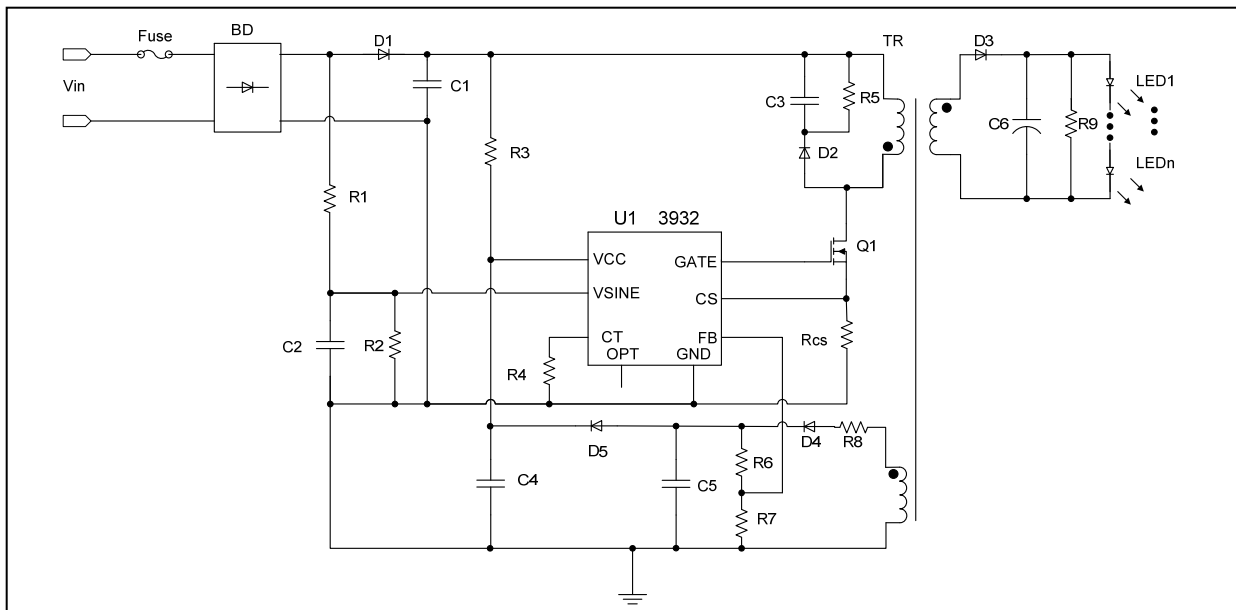 Fuse
BD
D1
TR
D3
Vin
C1
C3
R5
LED1
C6
R9
R3
D2
LEDn
R1
U1 3932
Q1
VCC
GATE
VSINE
CS
C2
R2
CT
FB
Rcs
OPT
GND
R4
D5
D4
R8
R6
C4
C5
R7